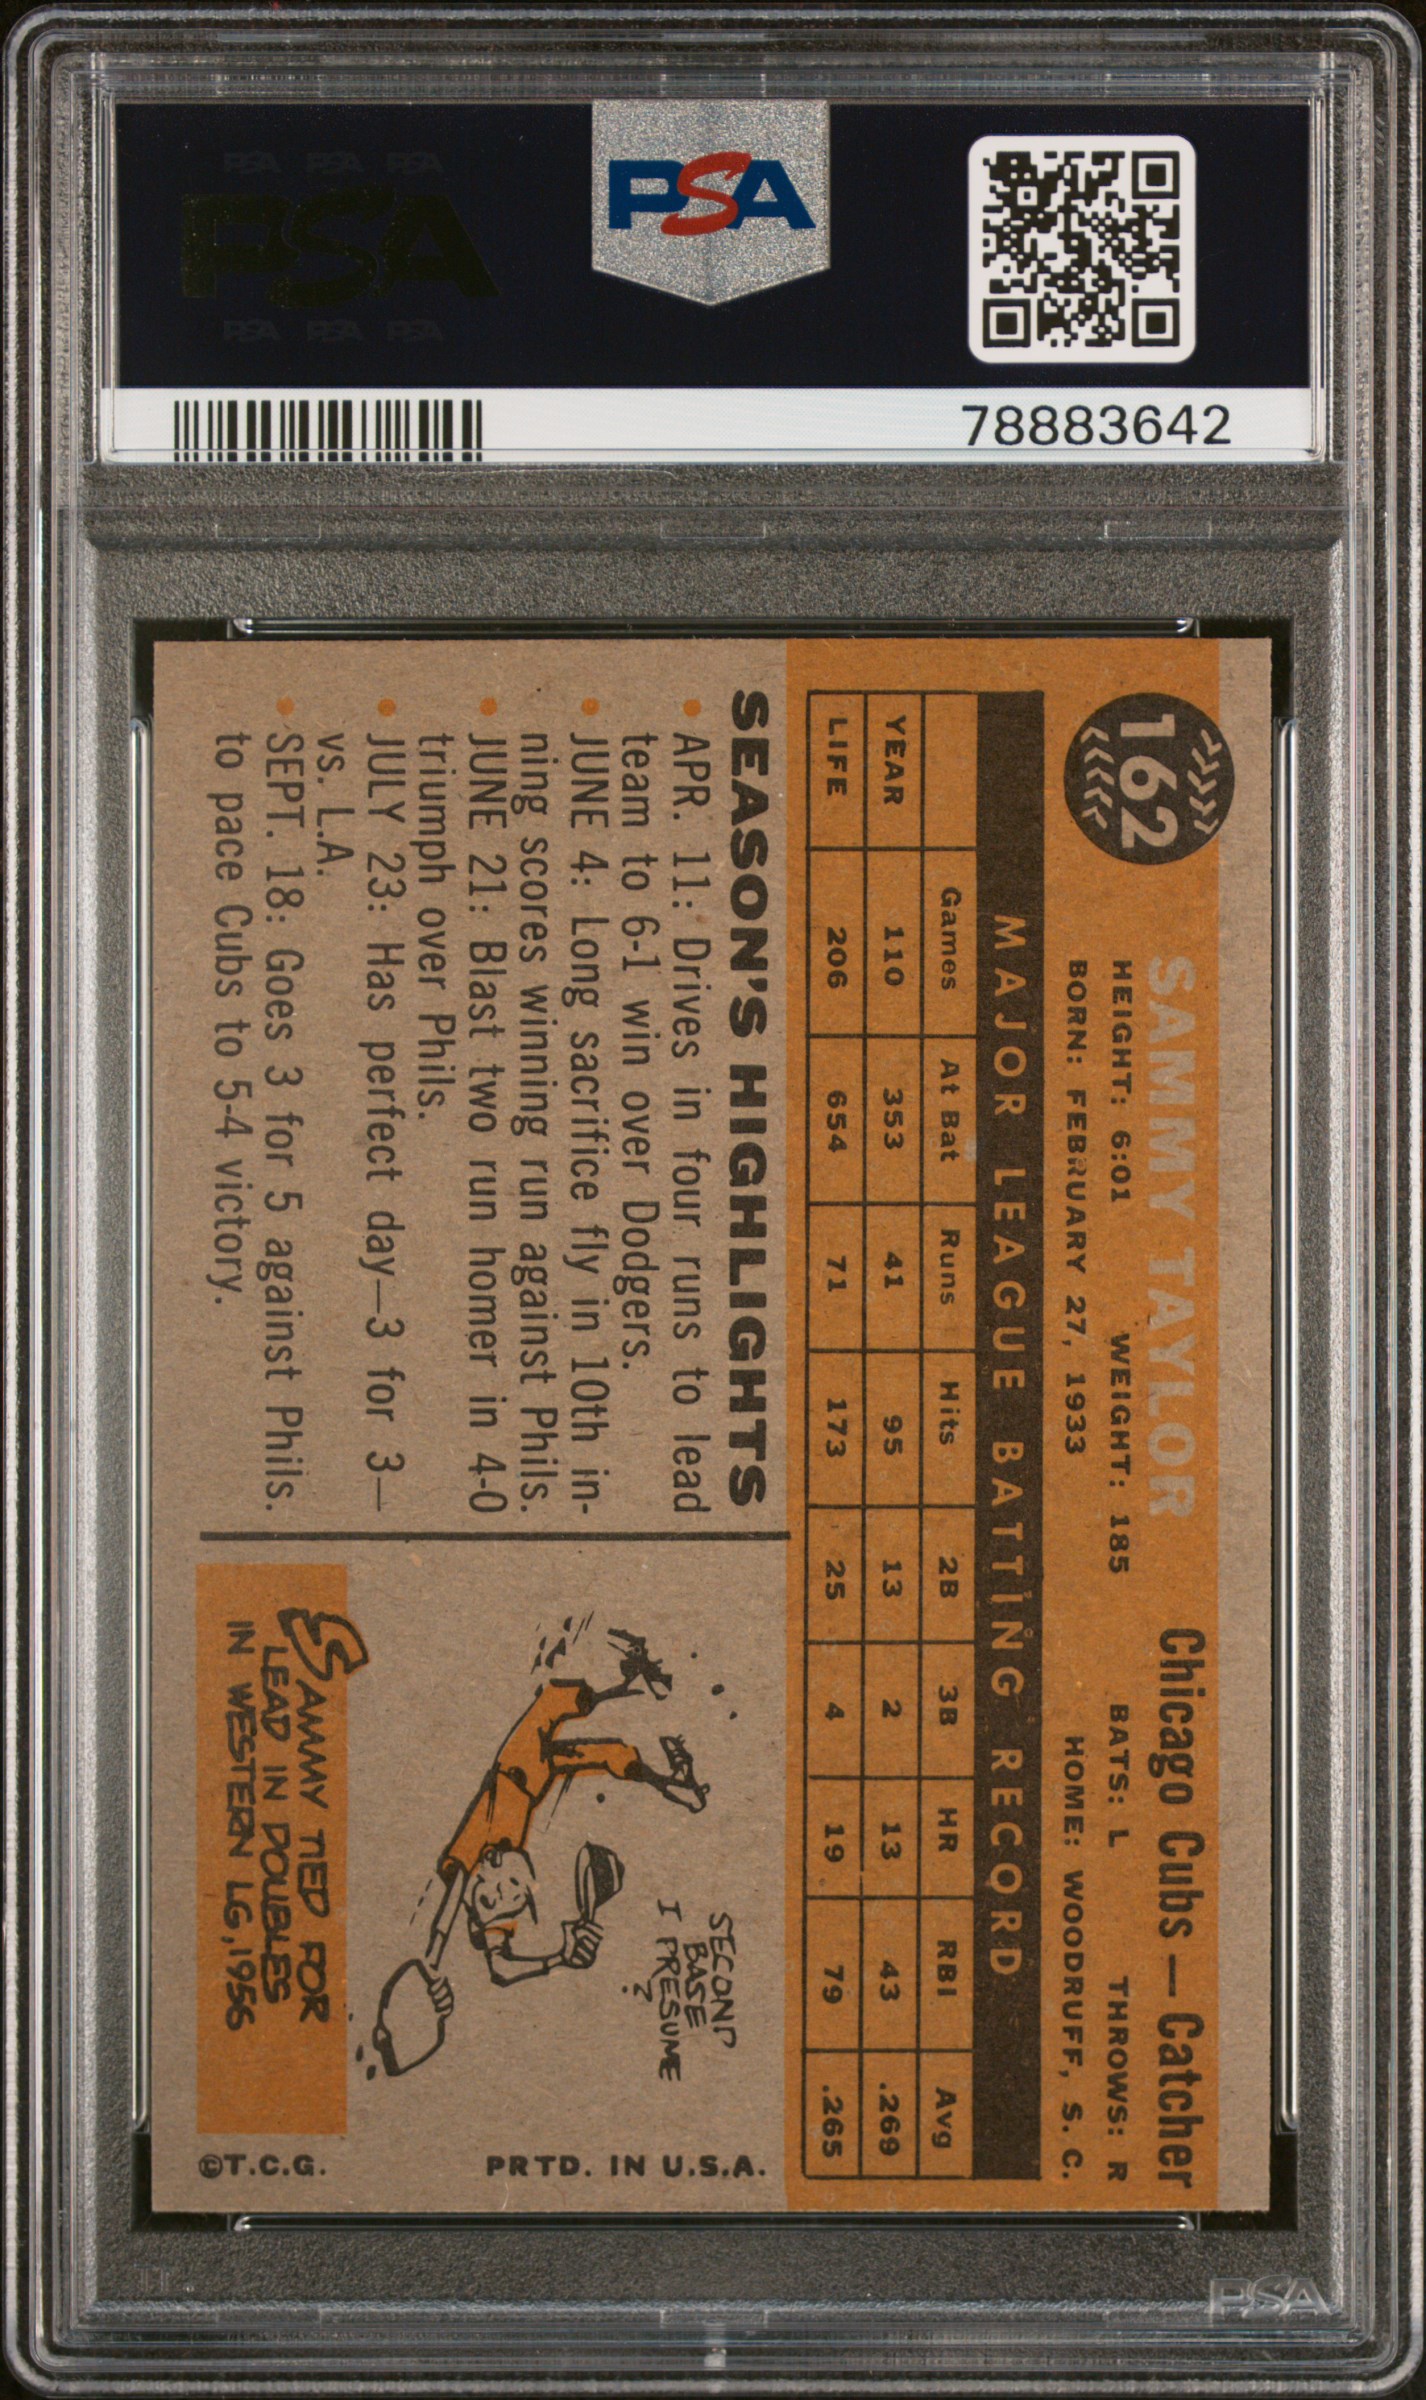 PSA PSA PSA
PSA
PSA PSA PSA
PSA
78883642
162
SAMMY TAYLOR
Chicago Cubs — Catcher
HEIGHT: 6:01 WEIGHT: 185 BATS: L THROWS: R
BORN: FEBRUARY 27, 1933 HOME: WOODRUFF, S. C.
MAJOR LEAGUE BATTING RECORD
Games At Bat Runs Hits 2B 3B HR RBI Avg
YEAR 110 353 41 95 13 2 13 43 .269
LIFE 206 654 71 173 25 4 19 79 .265
SEASON'S HIGHLIGHTS
• APR. 11: Drives in four runs to lead
team to 6-1 win over Dodgers.
• JUNE 4: Long sacrifice fly in 10th in-
ning scores winning run against Phils.
• JUNE 21: Blast two run homer in 4-0
triumph over Phils.
• JULY 23: Has perfect day—3 for 3—
vs. L.A.
• SEPT. 18: Goes 3 for 5 against Phils.
to pace Cubs to 5-4 victory.
SECOND
BASE
I PRESUME
?
SAMMY TIED FOR
LEAD IN DOUBLES
IN WESTERN LG, 1956
PRTD. IN U.S.A.
©T.C.G.
PSA